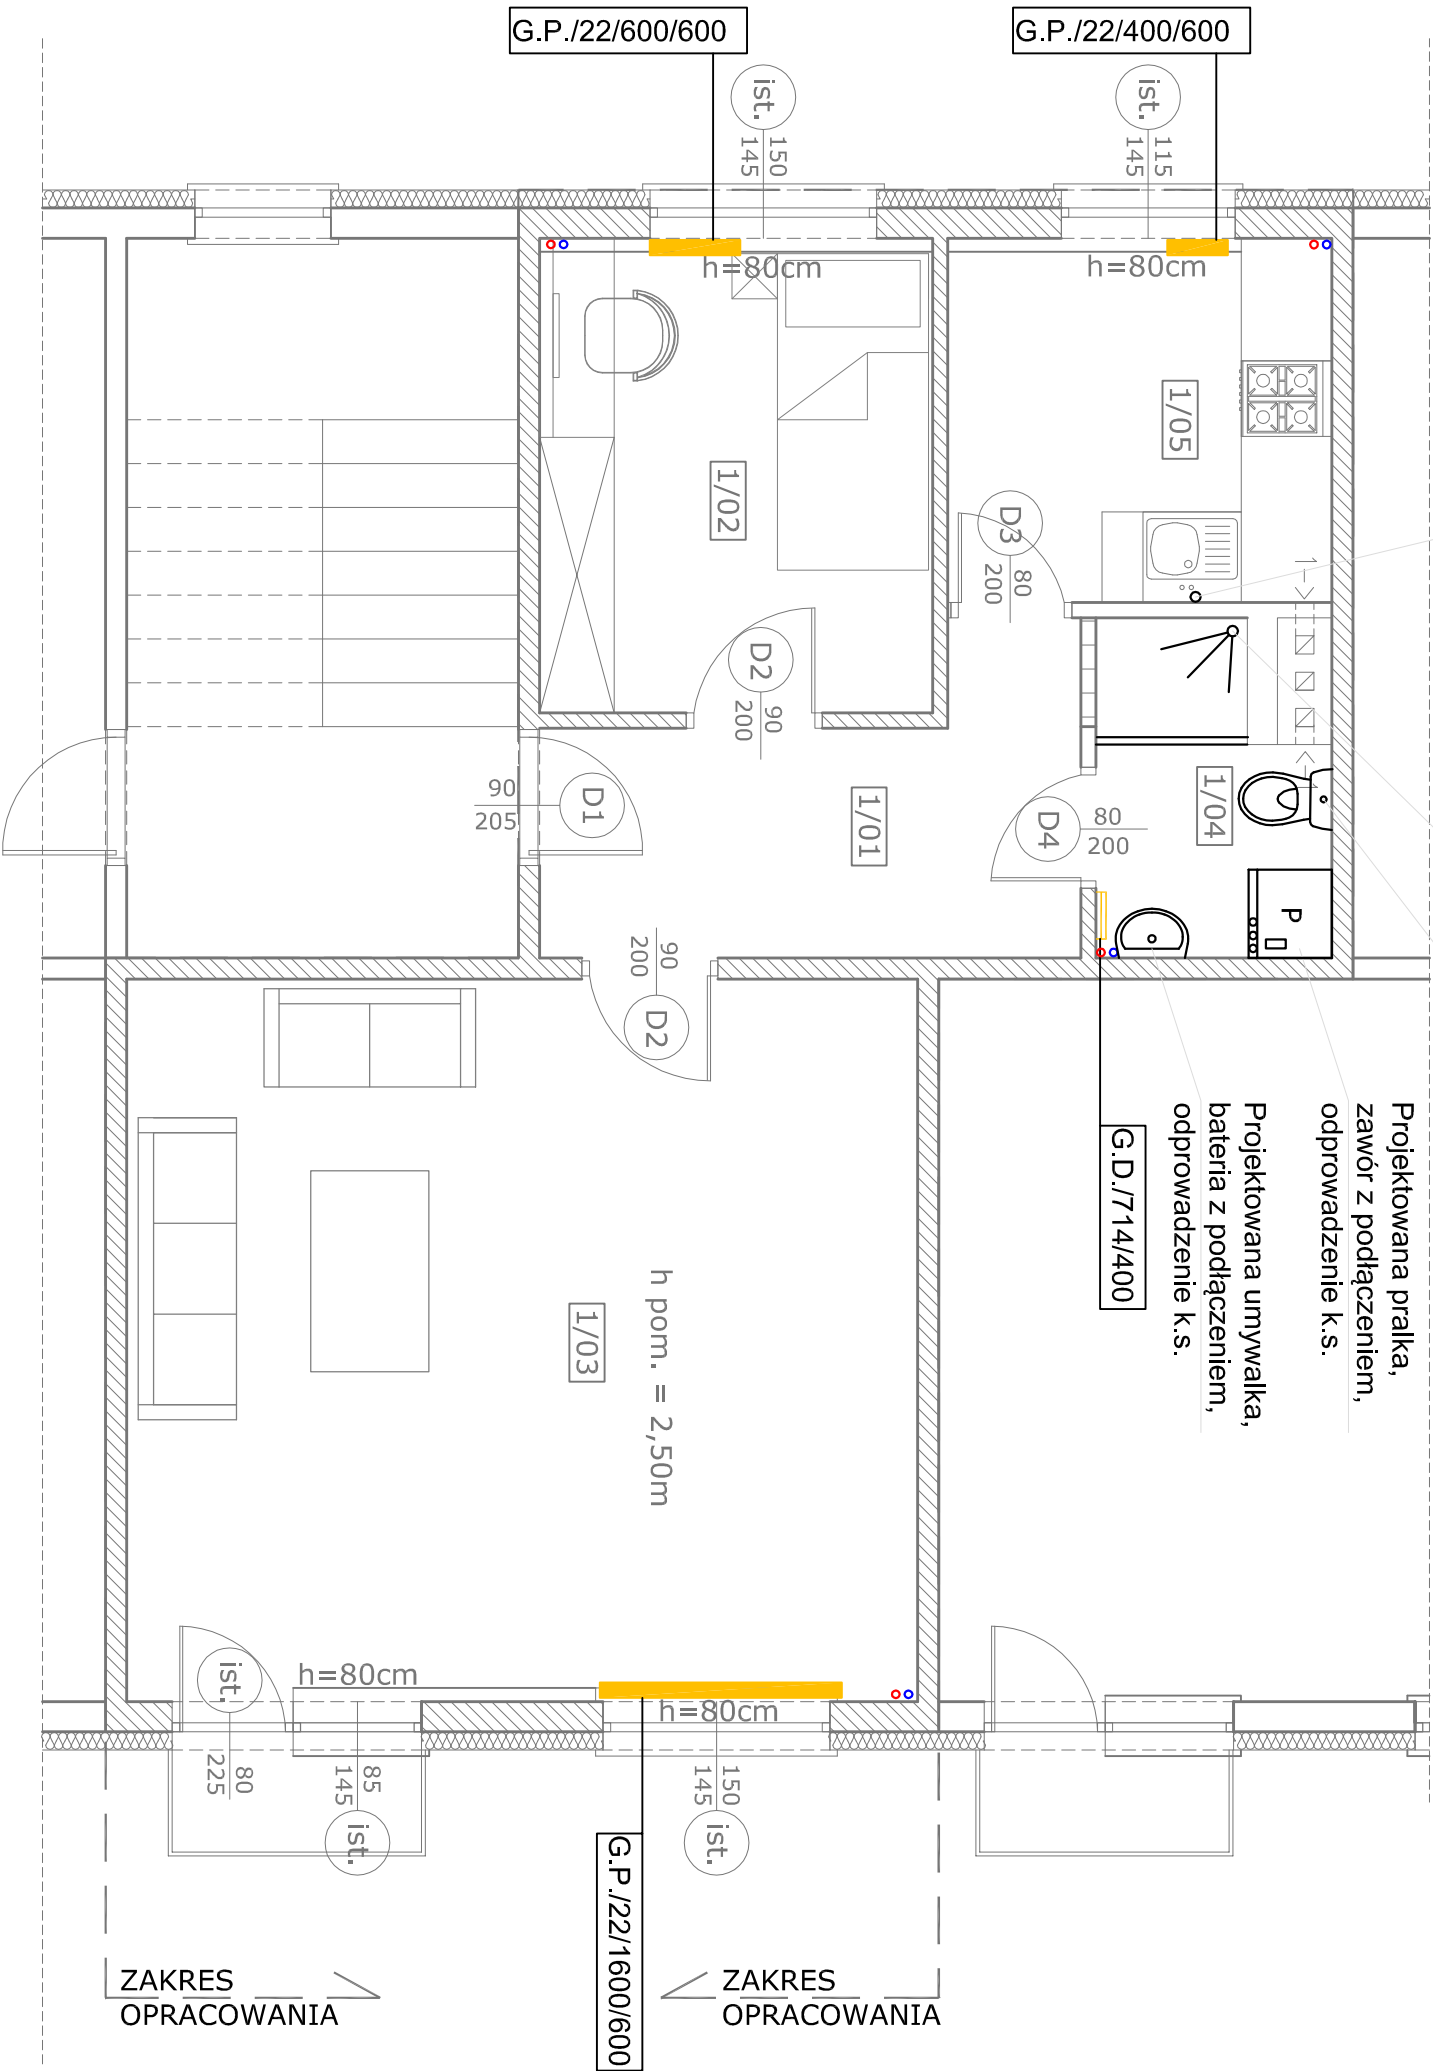 G.P./22/600/600
G.P./22/400/600
ist.
150
145
ist.
115
145
h=80cm
h=80cm
1/05
1/02
D3
80
200
1
D2
90
200
1/04
1
90
205
D1
1/01
D4
80
200
P
90
200
D2
Projektowana pralka,
zawór z podłączeniem,
odprowadzenie k.s.
Projektowana umywalka,
bateria z podłączeniem,
odprowadzenie k.s.
G.D./714/400
h pom. = 2,50m
1/03
ist.
h=80cm
h=80cm
80
225
85
145
ist.
150
145
ist.
G.P./22/1600/600
ZAKRES
OPRACOWANIA
ZAKRES
OPRACOWANIA